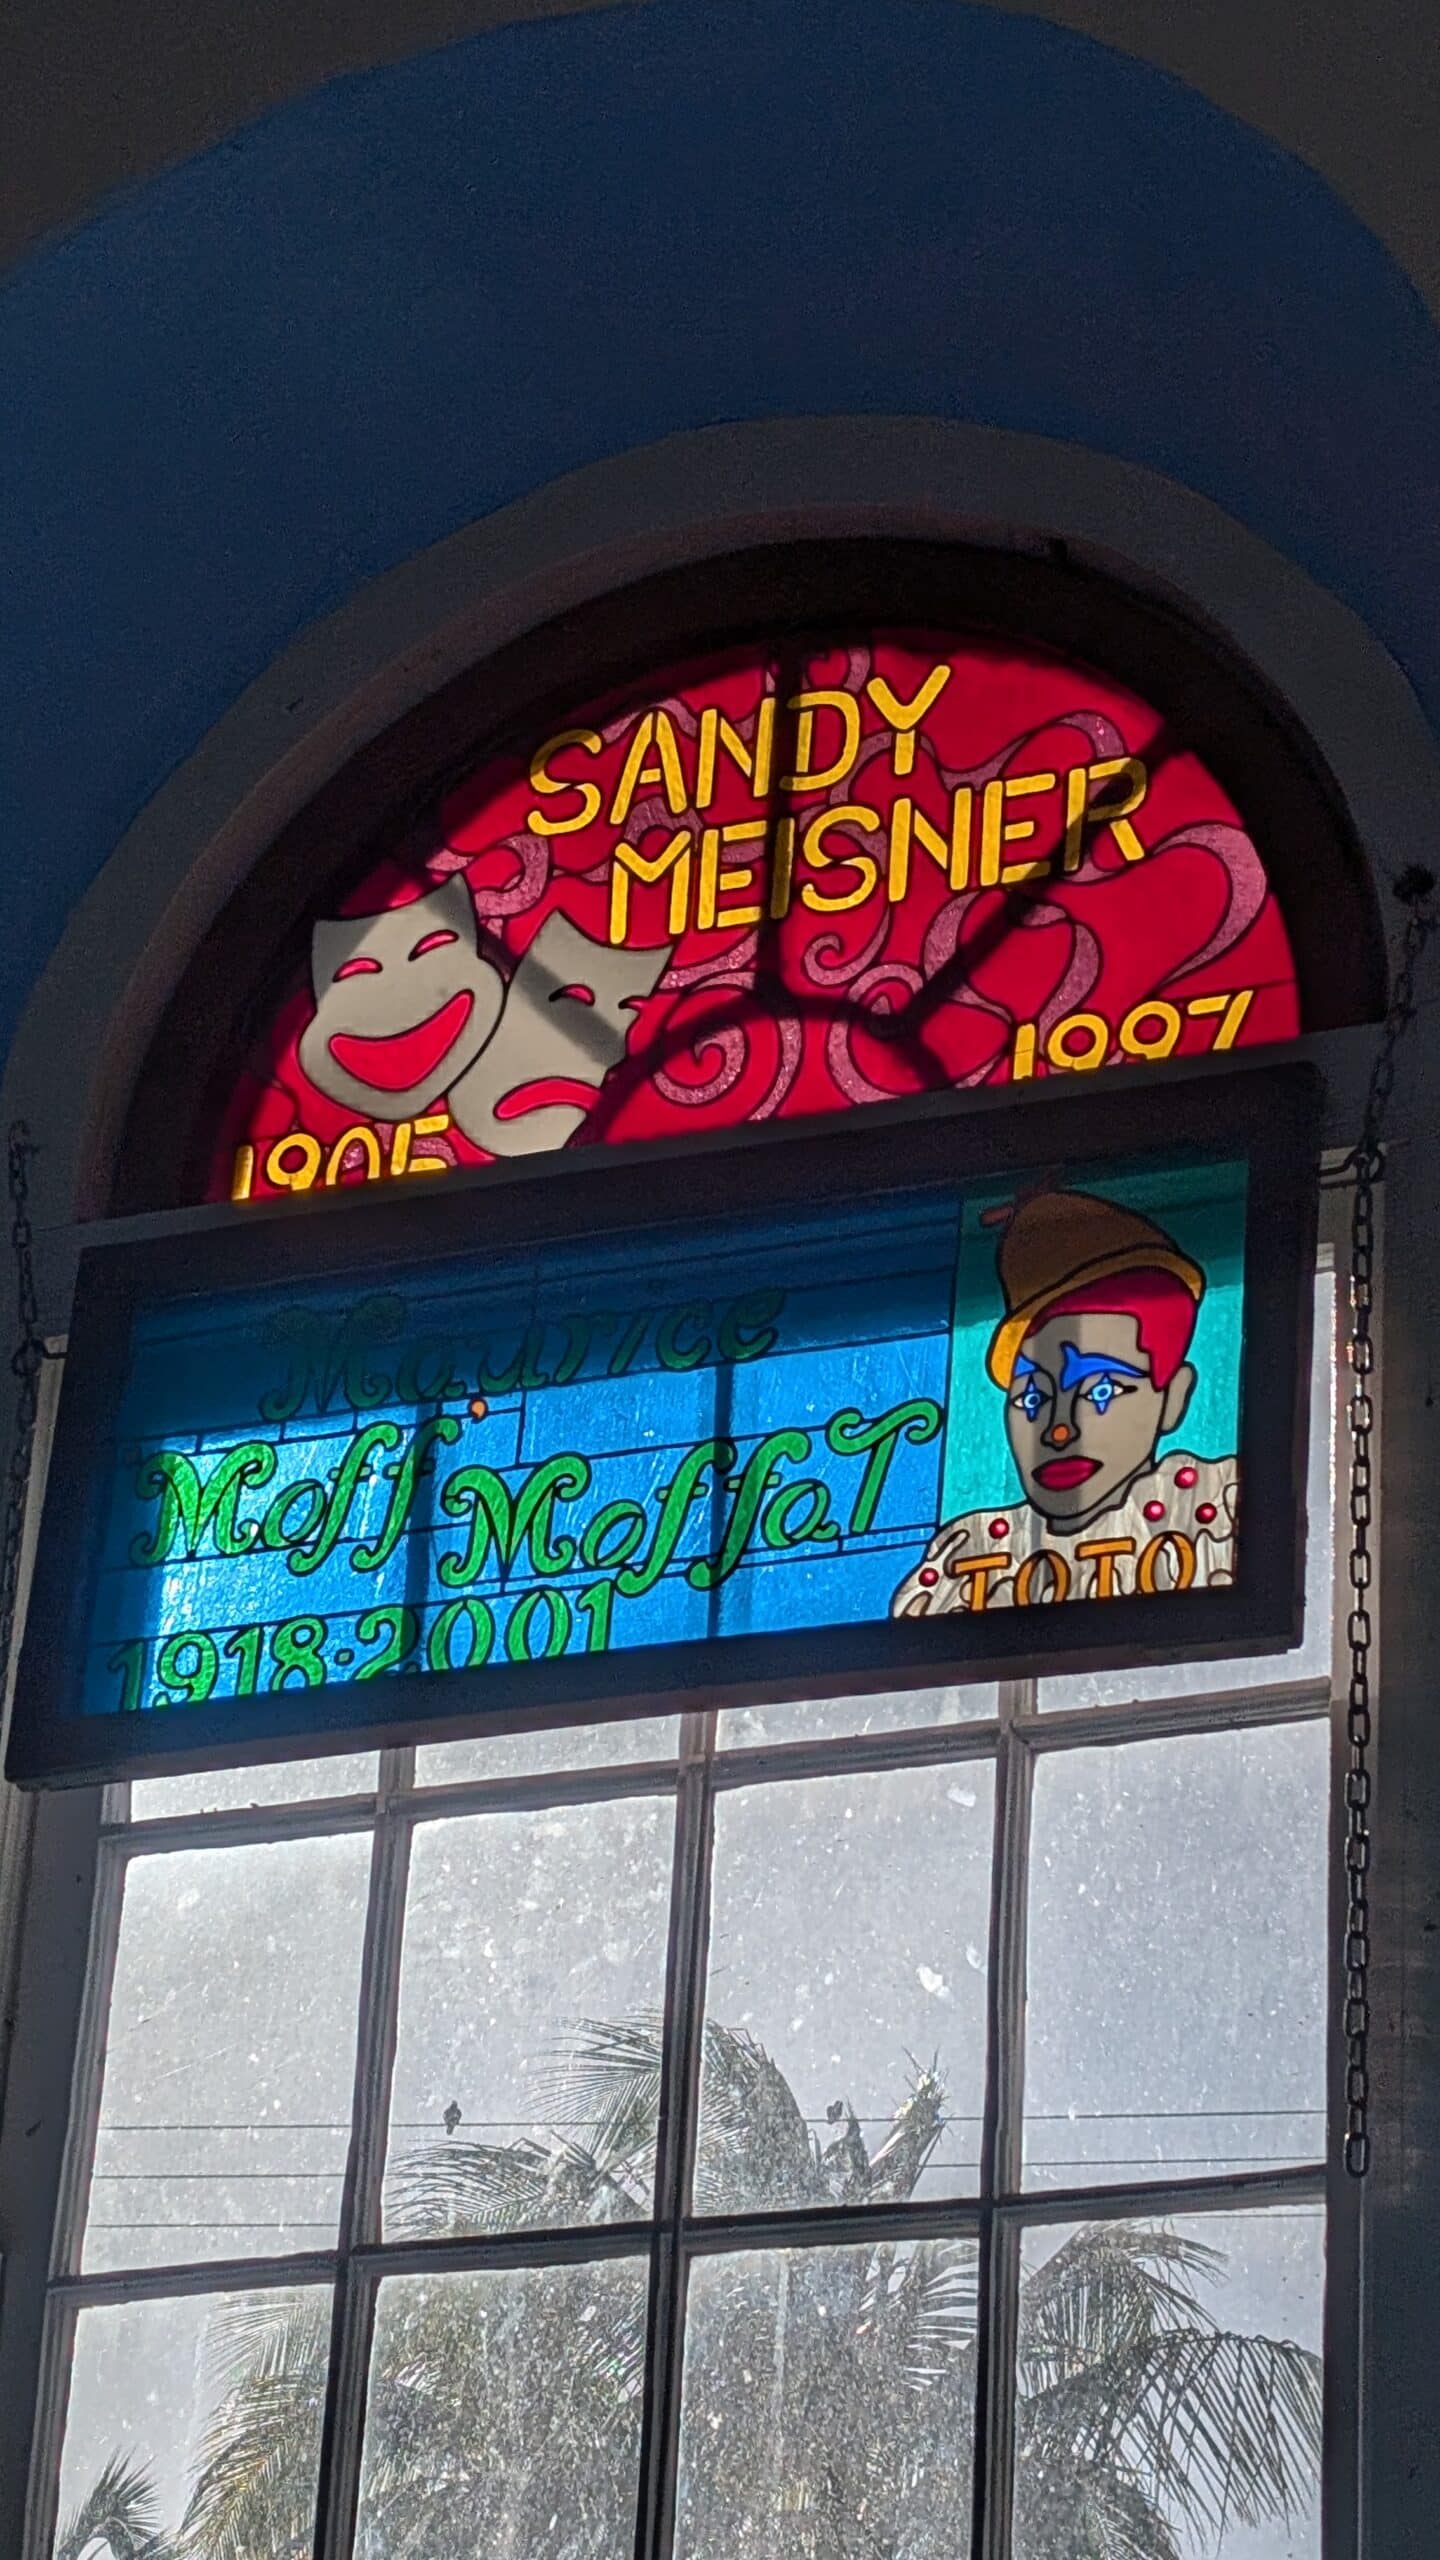 SANDY
MEISNER
1905
1997
Maurice
"Moff" Moffat
1918-2001
TOTO